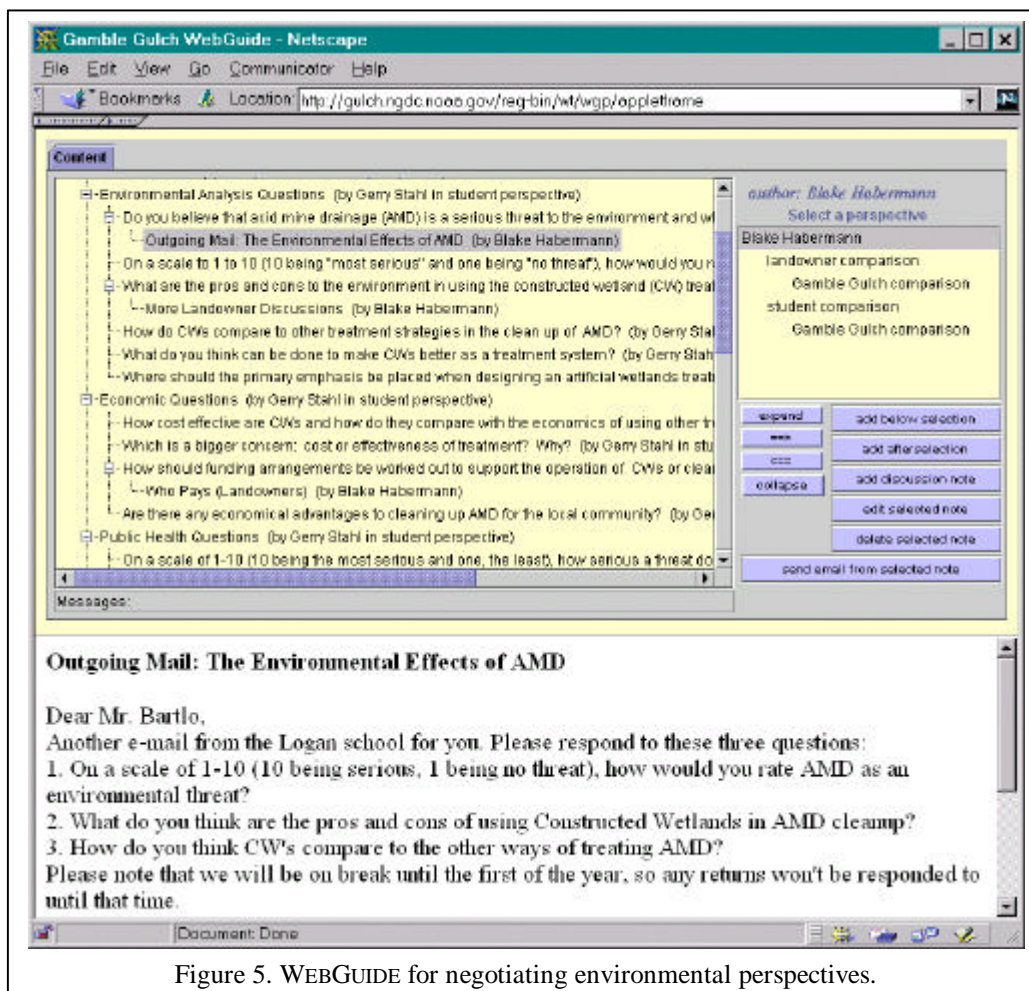 Gamble Gulch WebGuide - Netscape
File Edit View Go Communicator Help
Bookmarks Location: http://gulch.ngdc.noaa.gov/reg-bin/wt/wgp/appletframe
Content
Environmental Analysis Questions (by Gerry Stahl in student perspective)
Do you believe that acid mine drainage (AMD) is a serious threat to the environment and wi
Outgoing Mail: The Environmental Effects of AMD (by Blake Habermann)
On a scale to 1 to 10 (10 being "most serious" and one being "no threat"), how would you r
What are the pros and cons to the environment in using the constructed wetland (CW) treat
More Landowner Discussions (by Blake Habermann)
How do CWs compare to other treatment strategies in the clean up of AMD? (by Gerry Stal
What do you think can be done to make CWs better as a treatment system? (by Gerry Stah
Where should the primary emphasis be placed when designing an artificial wetlands treat
Economic Questions (by Gerry Stahl in student perspective)
How cost effective are CWs and how do they compare with the economics of using other tr
Which is a bigger concern: cost or effectiveness of treatment? Why? (by Gerry Stahl in stu
How should funding arrangements be worked out to support the operation of CWs or clear
Who Pays (Landowners) (by Blake Habermann)
Are there any economical advantages to cleaning up AMD for the local community? (by Ger
Public Health Questions (by Gerry Stahl in student perspective)
On a scale of 1-10 (10 being the most serious and one, the least), how serious a threat do
Messages:
author: Blake Habermann
Select a perspective
Blake Habermann
landowner comparison
Gamble Gulch comparison
student comparison
Gamble Gulch comparison
expand
==>
<==
collapse
add below selection
add after selection
add discussion note
edit selected note
delete selected note
send email from selected note
Outgoing Mail: The Environmental Effects of AMD
Dear Mr. Bartlo,
Another e-mail from the Logan school for you. Please respond to these three questions:
1. On a scale of 1-10 (10 being serious, 1 being no threat), how would you rate AMD as an
environmental threat?
2. What do you think are the pros and cons of using Constructed Wetlands in AMD cleanup?
3. How do you think CW's compare to the other ways of treating AMD?
Please note that we will be on break until the first of the year, so any returns won't be responded to
until that time.
Document: Done
Figure 5. WEBGUIDE for negotiating environmental perspectives.